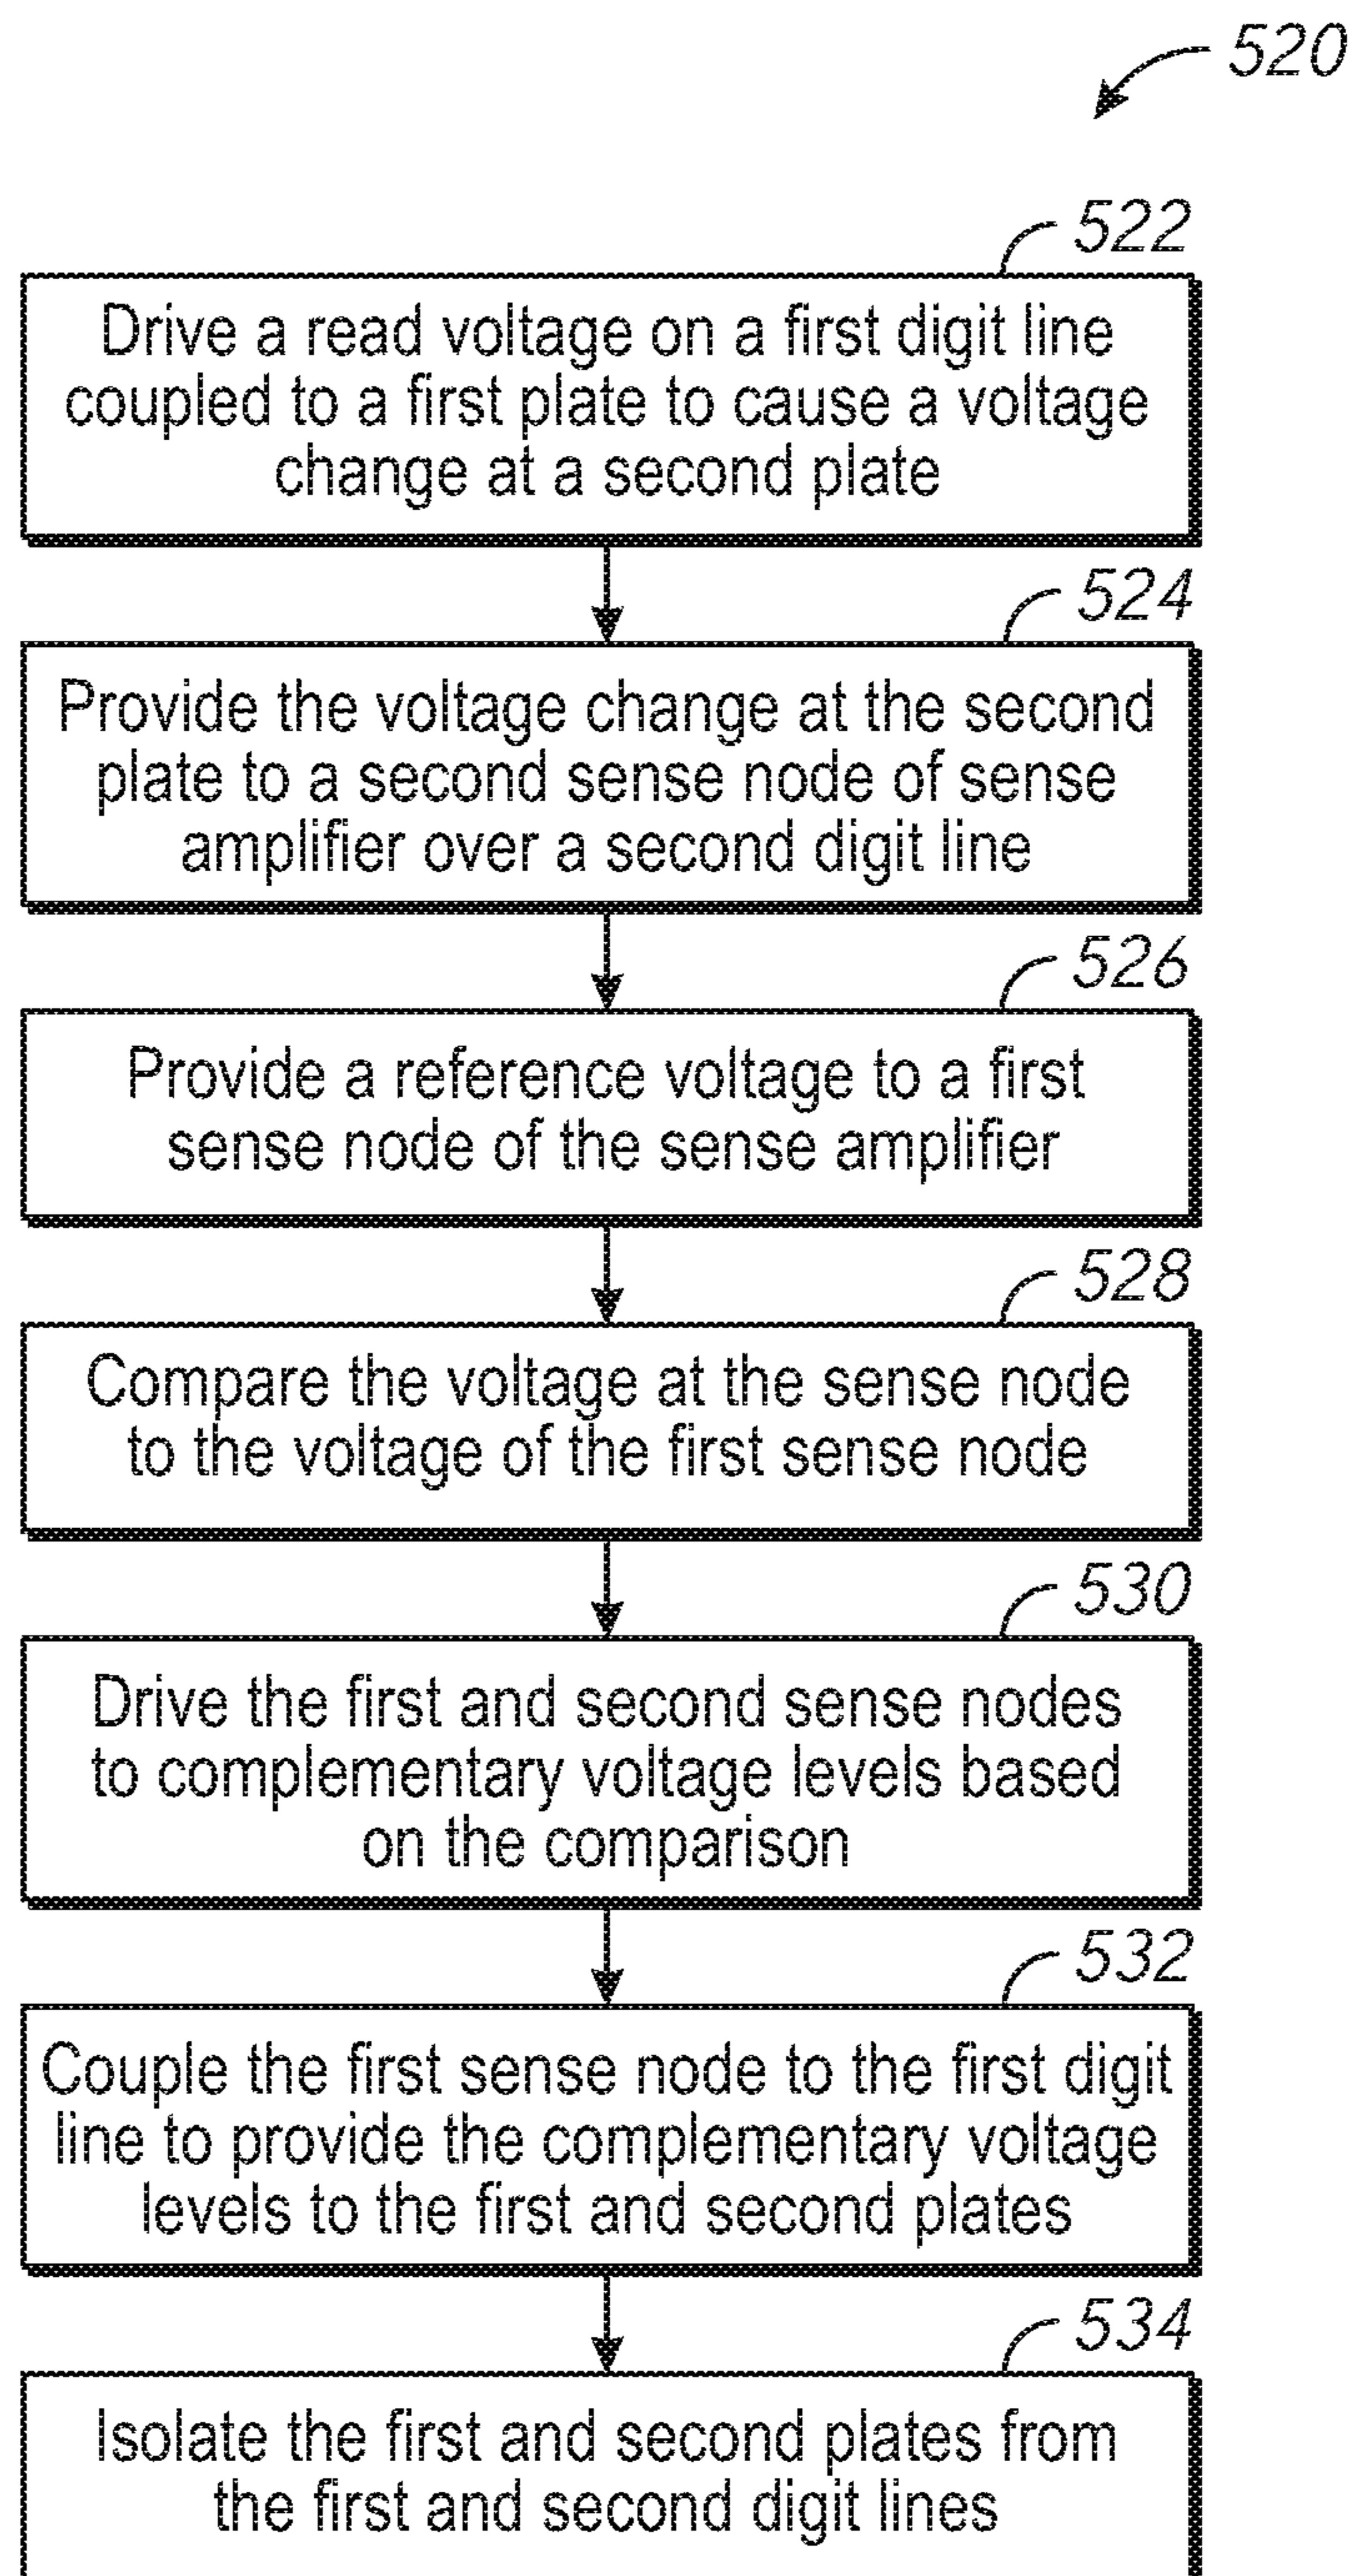 520
522
Drive a read voltage on a first digit line
coupled to a first plate to cause a voltage
change at a second plate
524
Provide the voltage change at the second
plate to a second sense node of sense
amplifier over a second digit line
526
Provide a reference voltage to a first
sense node of the sense amplifier
528
Compare the voltage at the sense node
to the voltage of the first sense node
530
Drive the first and second sense nodes
to complementary voltage levels based
on the comparison
532
Couple the first sense node to the first digit
line to provide the complementary voltage
levels to the first and second plates
534
Isolate the first and second plates from
the first and second digit lines